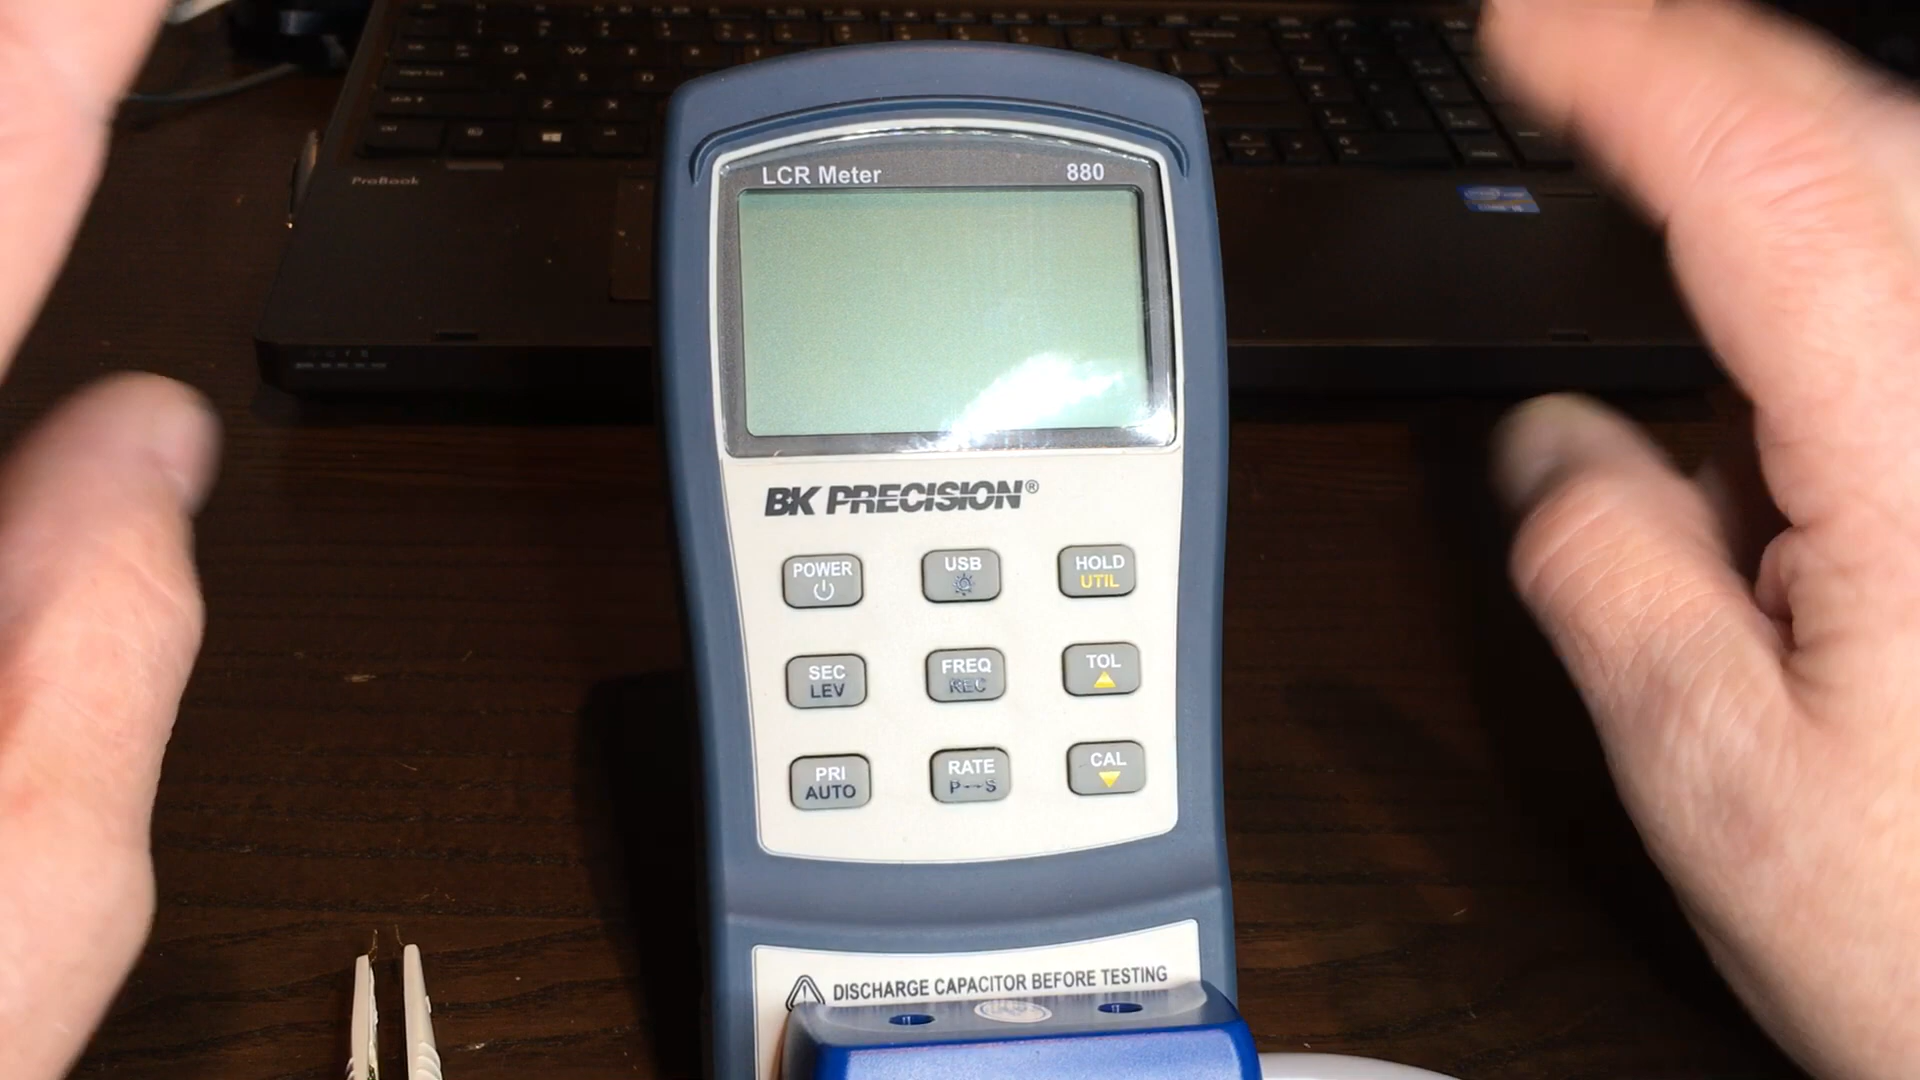 ProBook
LCR Meter 880
BK PRECISION®
POWER USB HOLD
UTIL
SEC FREQ TOL
LEV REC
PRI RATE CAL
AUTO P↔S
DISCHARGE CAPACITOR BEFORE TESTING